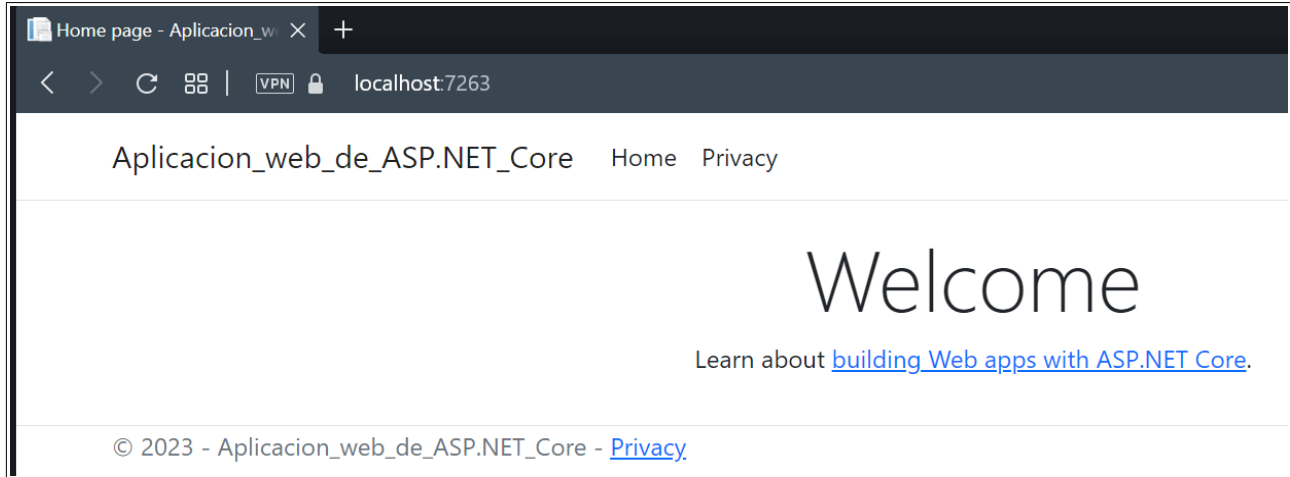 Home page - Aplicacion_w
VPN localhost:7263
Aplicacion_web_de_ASP.NET_Core Home Privacy
Welcome
Learn about building Web apps with ASP.NET Core.
© 2023 - Aplicacion_web_de_ASP.NET_Core - Privacy